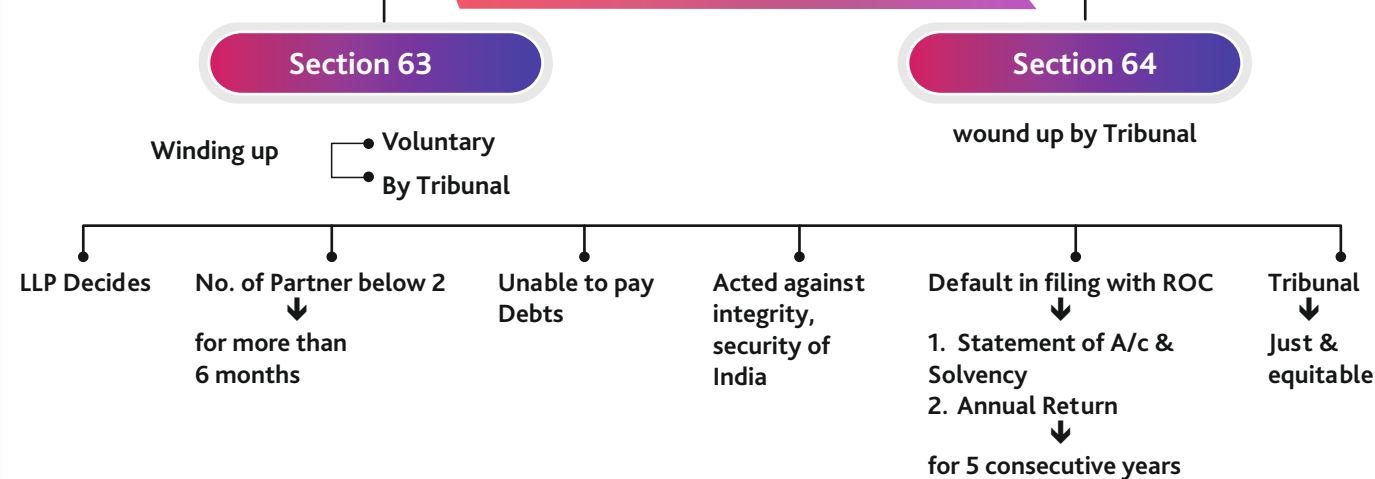 Section 63
Section 64
Winding up
Voluntary
By Tribunal
wound up by Tribunal
LLP Decides
No. of Partner below 2
for more than
6 months
Unable to pay
Debts
Acted against
integrity,
security of
India
Default in filing with ROC
1. Statement of A/c &
Solvency
2. Annual Return
for 5 consecutive years
Tribunal
Just &
equitable